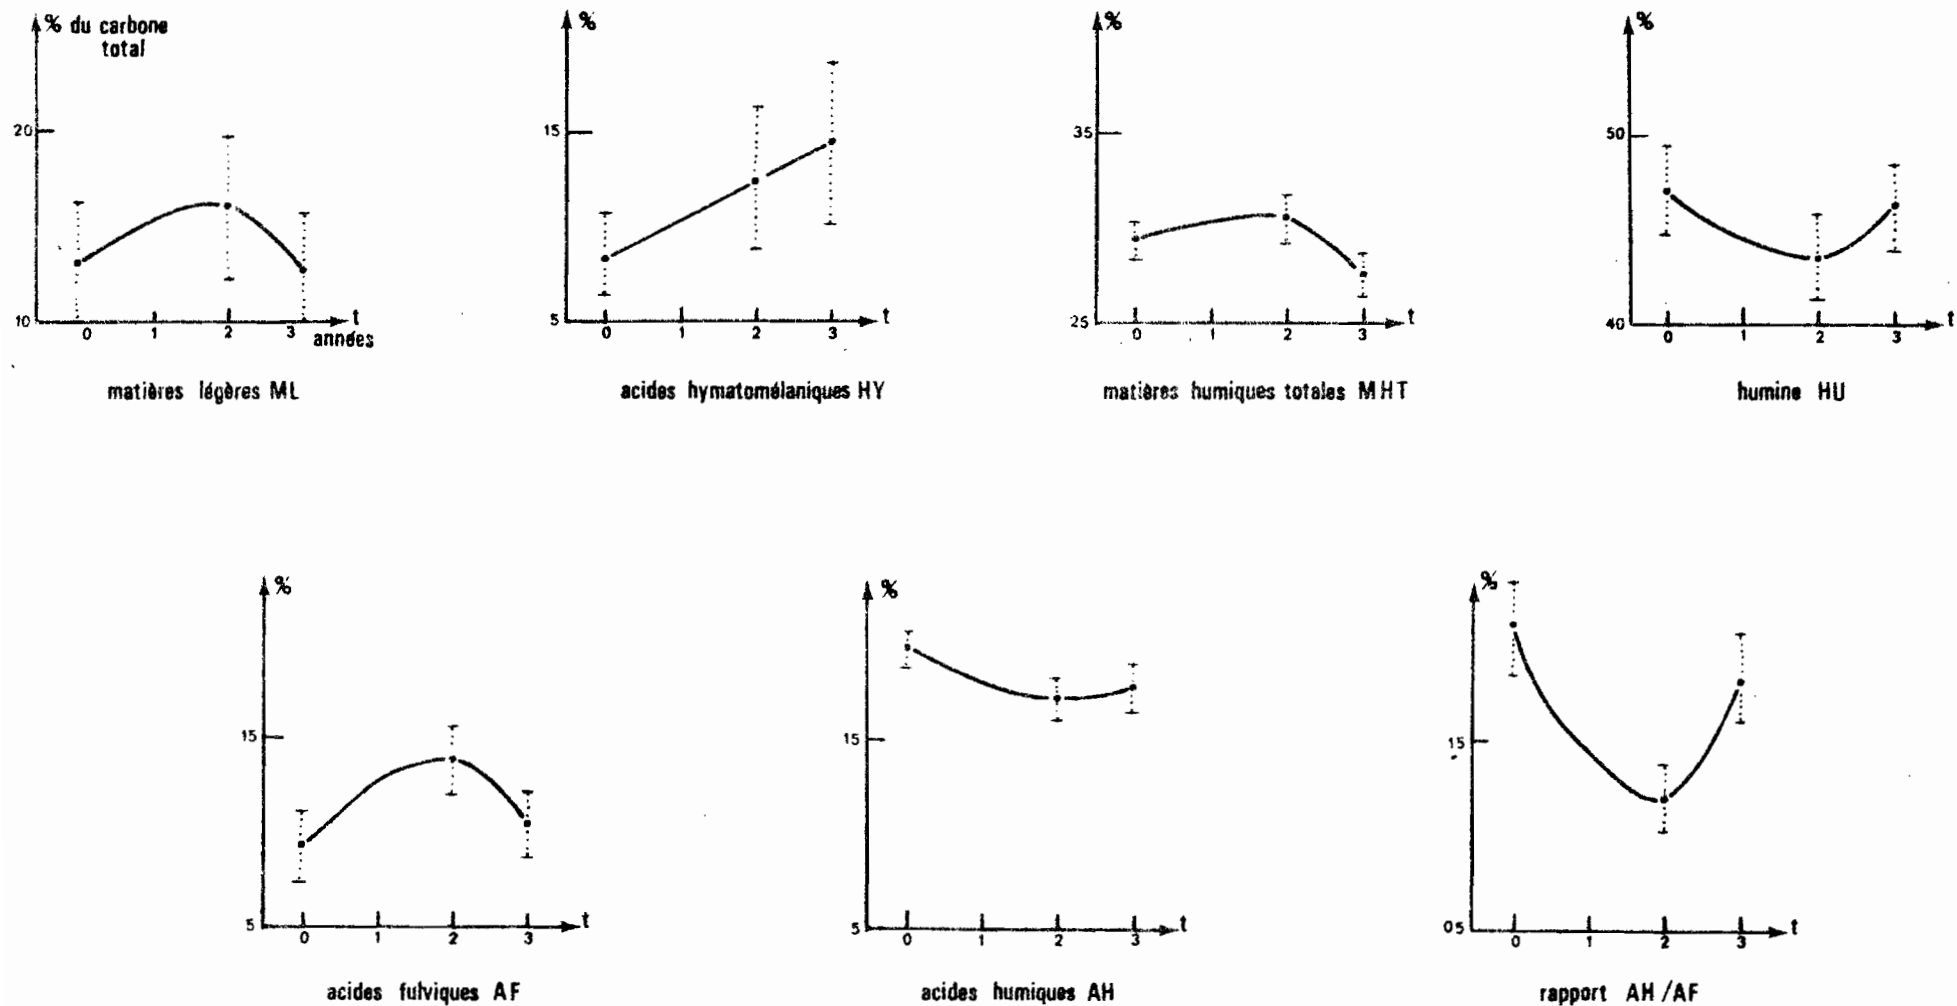 % du carbone
total
20
10
0 1 2 3
t
années
matières légères ML
%
15
5
0 1 2 3
t
acides hymatomélaniques HY
%
35
25
0 1 2 3
t
matières humiques totales MHT
%
50
40
0 1 2 3
t
humine HU
%
15
5
0 1 2 3
t
acides fulviques AF
%
15
5
0 1 2 3
t
acides humiques AH
%
15
05
0 1 2 3
t
rapport AH/AF